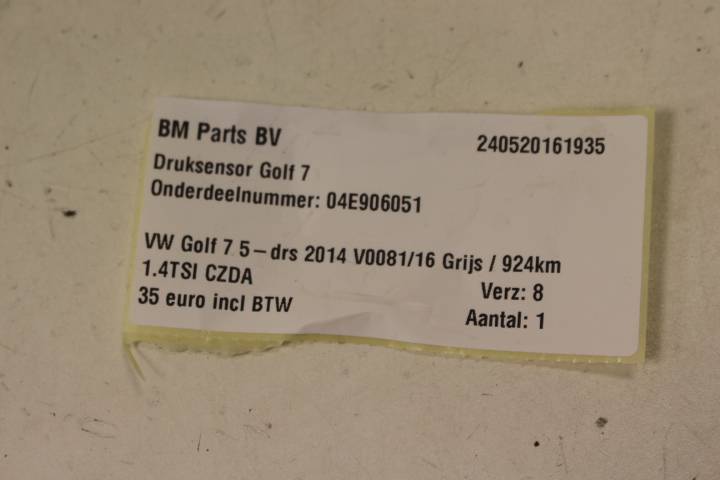 BM Parts BV 240520161935
Druksensor Golf 7
Onderdeelnummer: 04E906051
VW Golf 7 5-drs 2014 V0081/16 Grijs / 924km
1.4TSI CZDA Verz: 8
35 euro incl BTW Aantal: 1